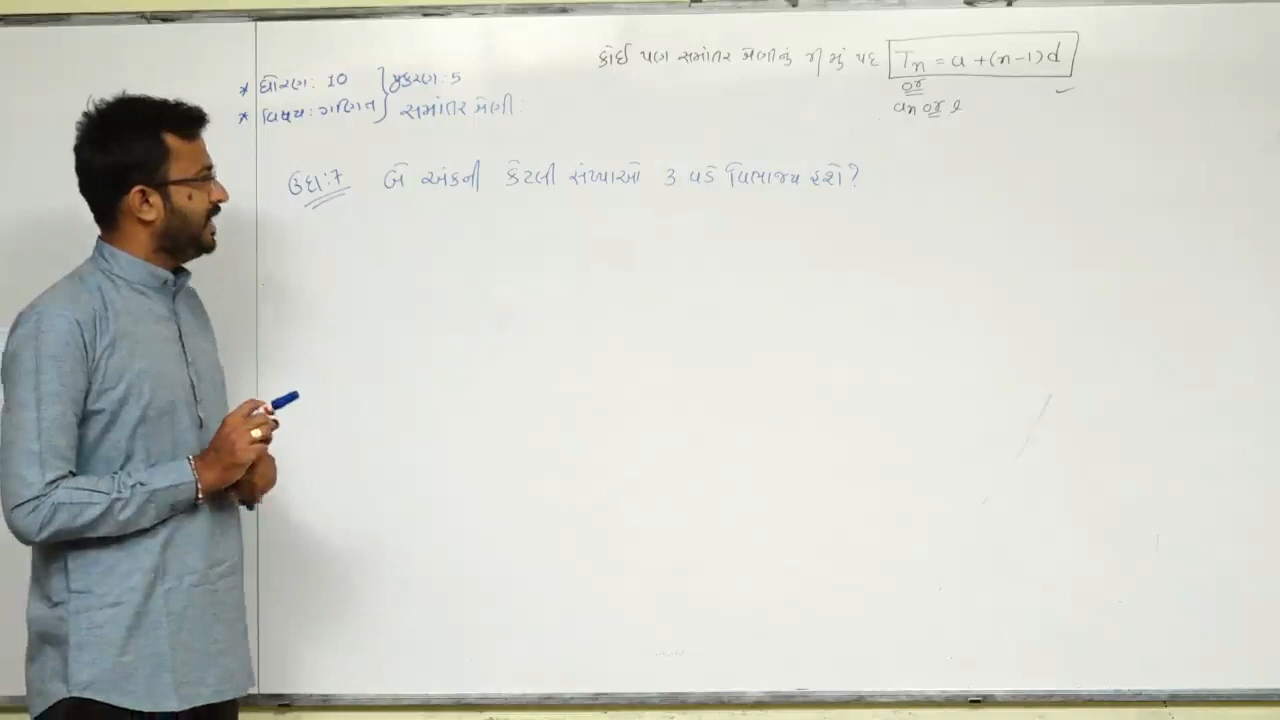 કોઈ પણ સમાંતર શ્રેણીનું n મું પદ Tn = a + (n-1) d
or
an or l
* ધોરણ: 10 } પ્રકરણ: 5
* વિષય: ગણિત } સમાંતર શ્રેણી:
ઉદા:7 બે અંકની કેટલી સંખ્યાઓ 3 વડે વિભાજ્ય હશે?